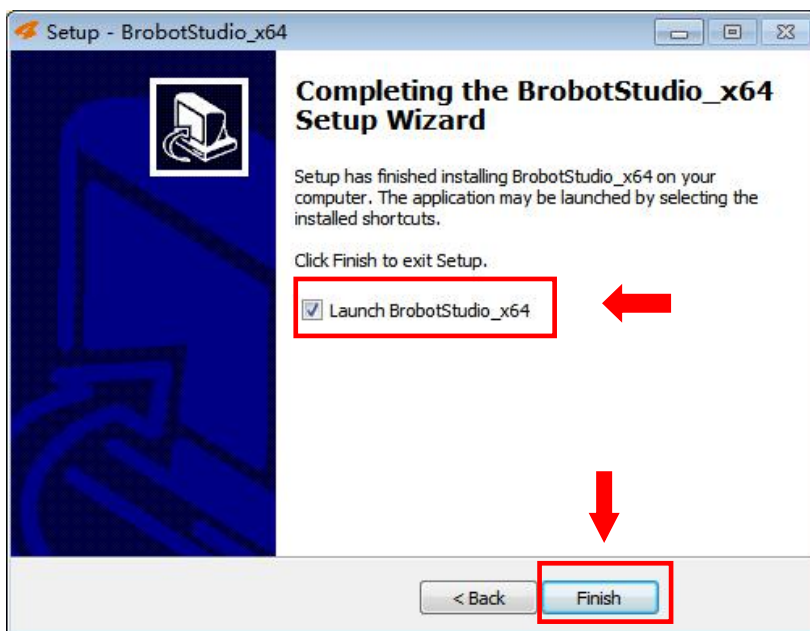 Setup - BrobotStudio_x64
Completing the BrobotStudio_x64
Setup Wizard
Setup has finished installing BrobotStudio_x64 on your
computer. The application may be launched by selecting the
installed shortcuts.
Click Finish to exit Setup.
Launch BrobotStudio_x64
< Back
Finish